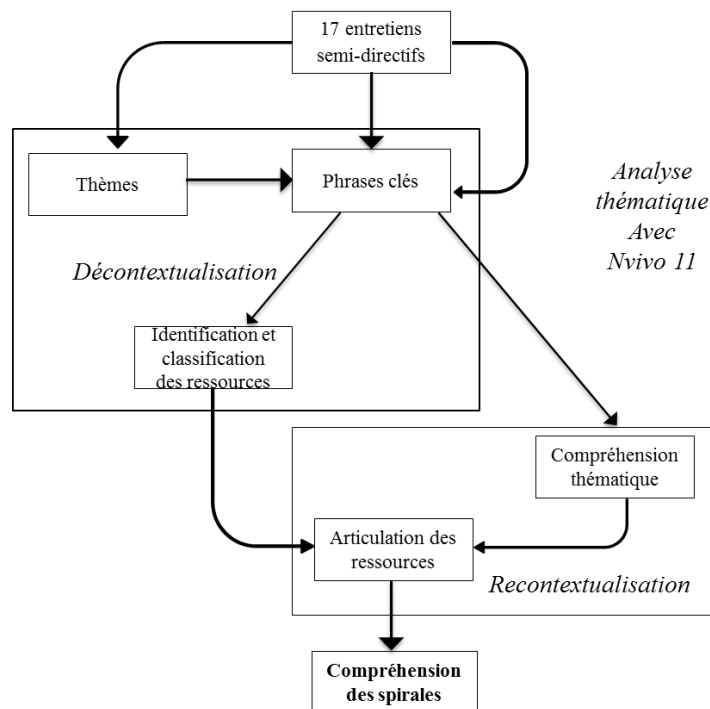 17 entretiens
semi-directifs
Thèmes
Phrases clés
Analyse
thématique
Avec
Nvivo 11
Décontextualisation
Identification et
classification
des ressources
Compréhension
thématique
Articulation des
ressources
Recontextualisation
Compréhension
des spirales